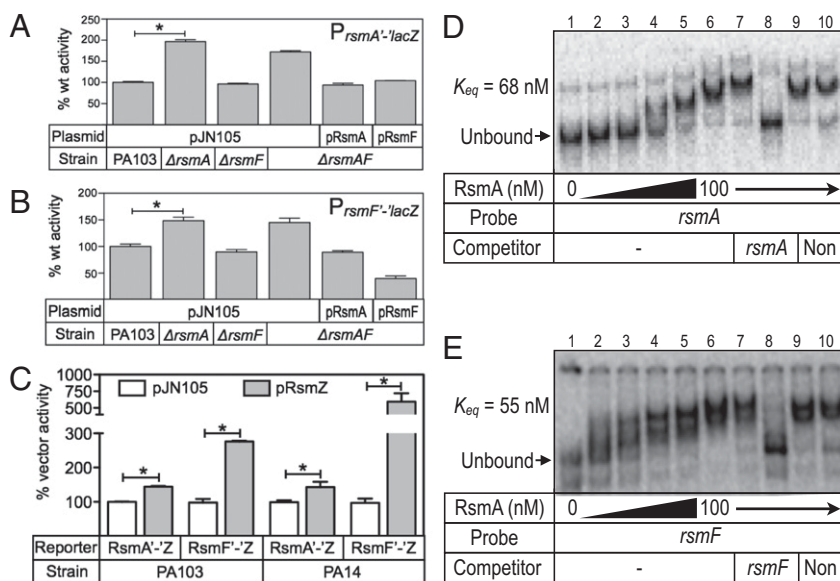 A
PrsmA'-'lacZ
% wt activity
200
150
100
50
*
Plasmid pJN105 pRsmA pRsmF
Strain PA103 ΔrsmA ΔrsmF ΔrsmAF
B
PrsmF'-'lacZ
% wt activity
200
150
100
50
*
Plasmid pJN105 pRsmA pRsmF
Strain PA103 ΔrsmA ΔrsmF ΔrsmAF
C
pJN105 pRsmZ
% vector activity
1000
750
500
250
300
200
100
* * * *
Reporter RsmA'-'Z RsmF'-'Z RsmA'-'Z RsmF'-'Z
Strain PA103 PA14
D
1 2 3 4 5 6 7 8 9 10
Keq = 68 nM
Unbound
RsmA (nM) 0 100
Probe rsmA
Competitor - rsmA Non
E
1 2 3 4 5 6 7 8 9 10
Keq = 55 nM
Unbound
RsmA (nM) 0 100
Probe rsmF
Competitor - rsmF Non